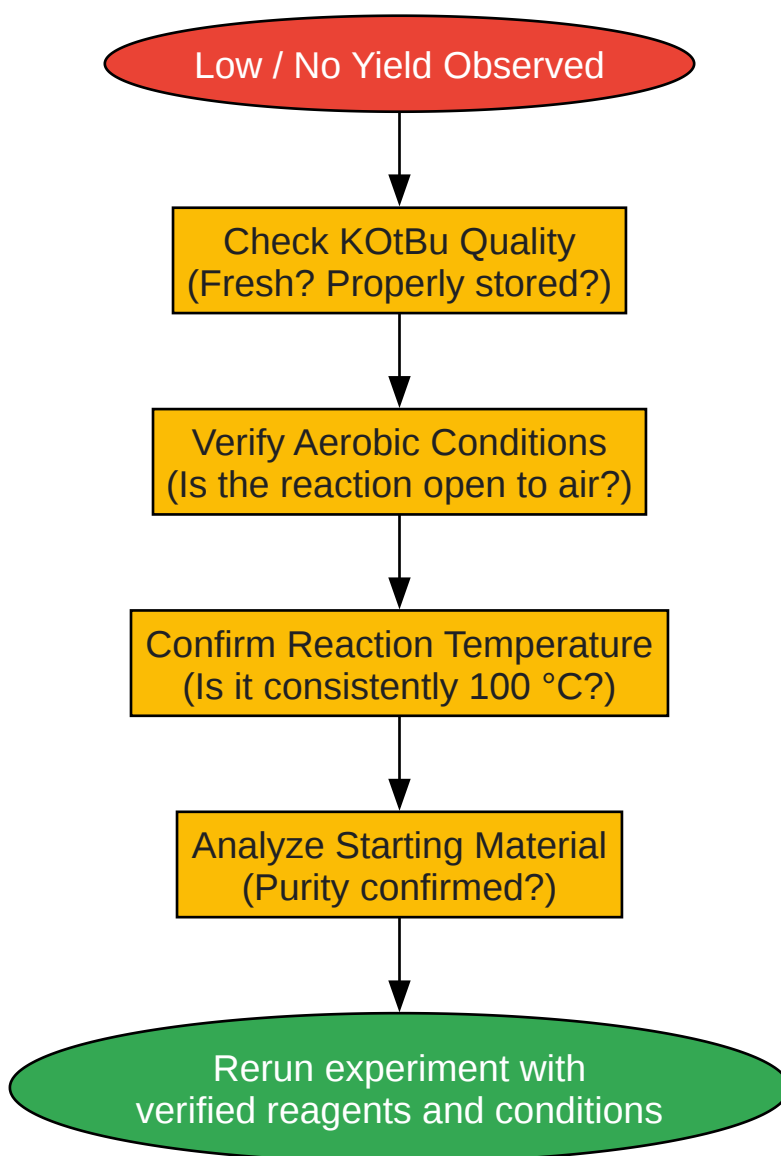 Low / No Yield Observed
Check KOtBu Quality
(Fresh? Properly stored?)
Verify Aerobic Conditions
(Is the reaction open to air?)
Confirm Reaction Temperature
(Is it consistently 100 °C?)
Analyze Starting Material
(Purity confirmed?)
Rerun experiment with
verified reagents and conditions